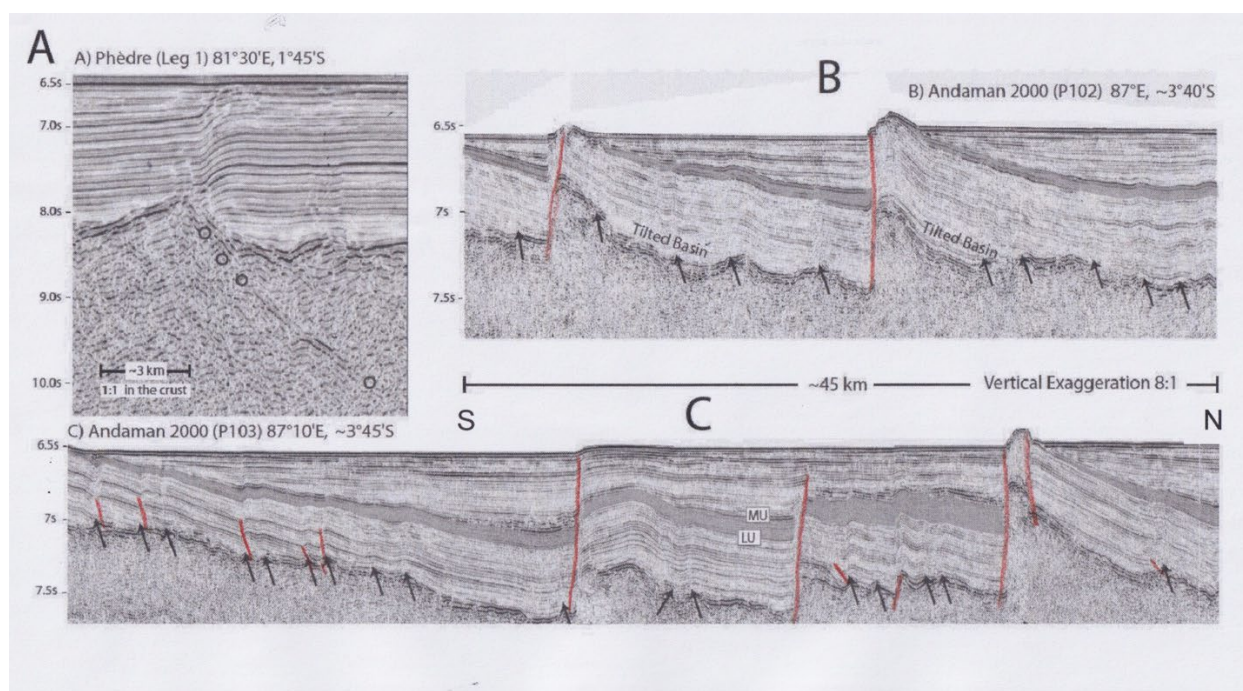 A
A) Phèdre (Leg 1) 81°30'E, 1°45'S
6.5s
7.0s
8.0s
9.0s
10.0s
~3 km
1:1 in the crust
B
B) Andaman 2000 (P102) 87°E, ~3°40'S
6.5s
7s
7.5s
Tilted Basin
Tilted Basin
~45 km
Vertical Exaggeration 8:1
S
C
N
C) Andaman 2000 (P103) 87°10'E, ~3°45'S
6.5s
7s
7.5s
MU
LU